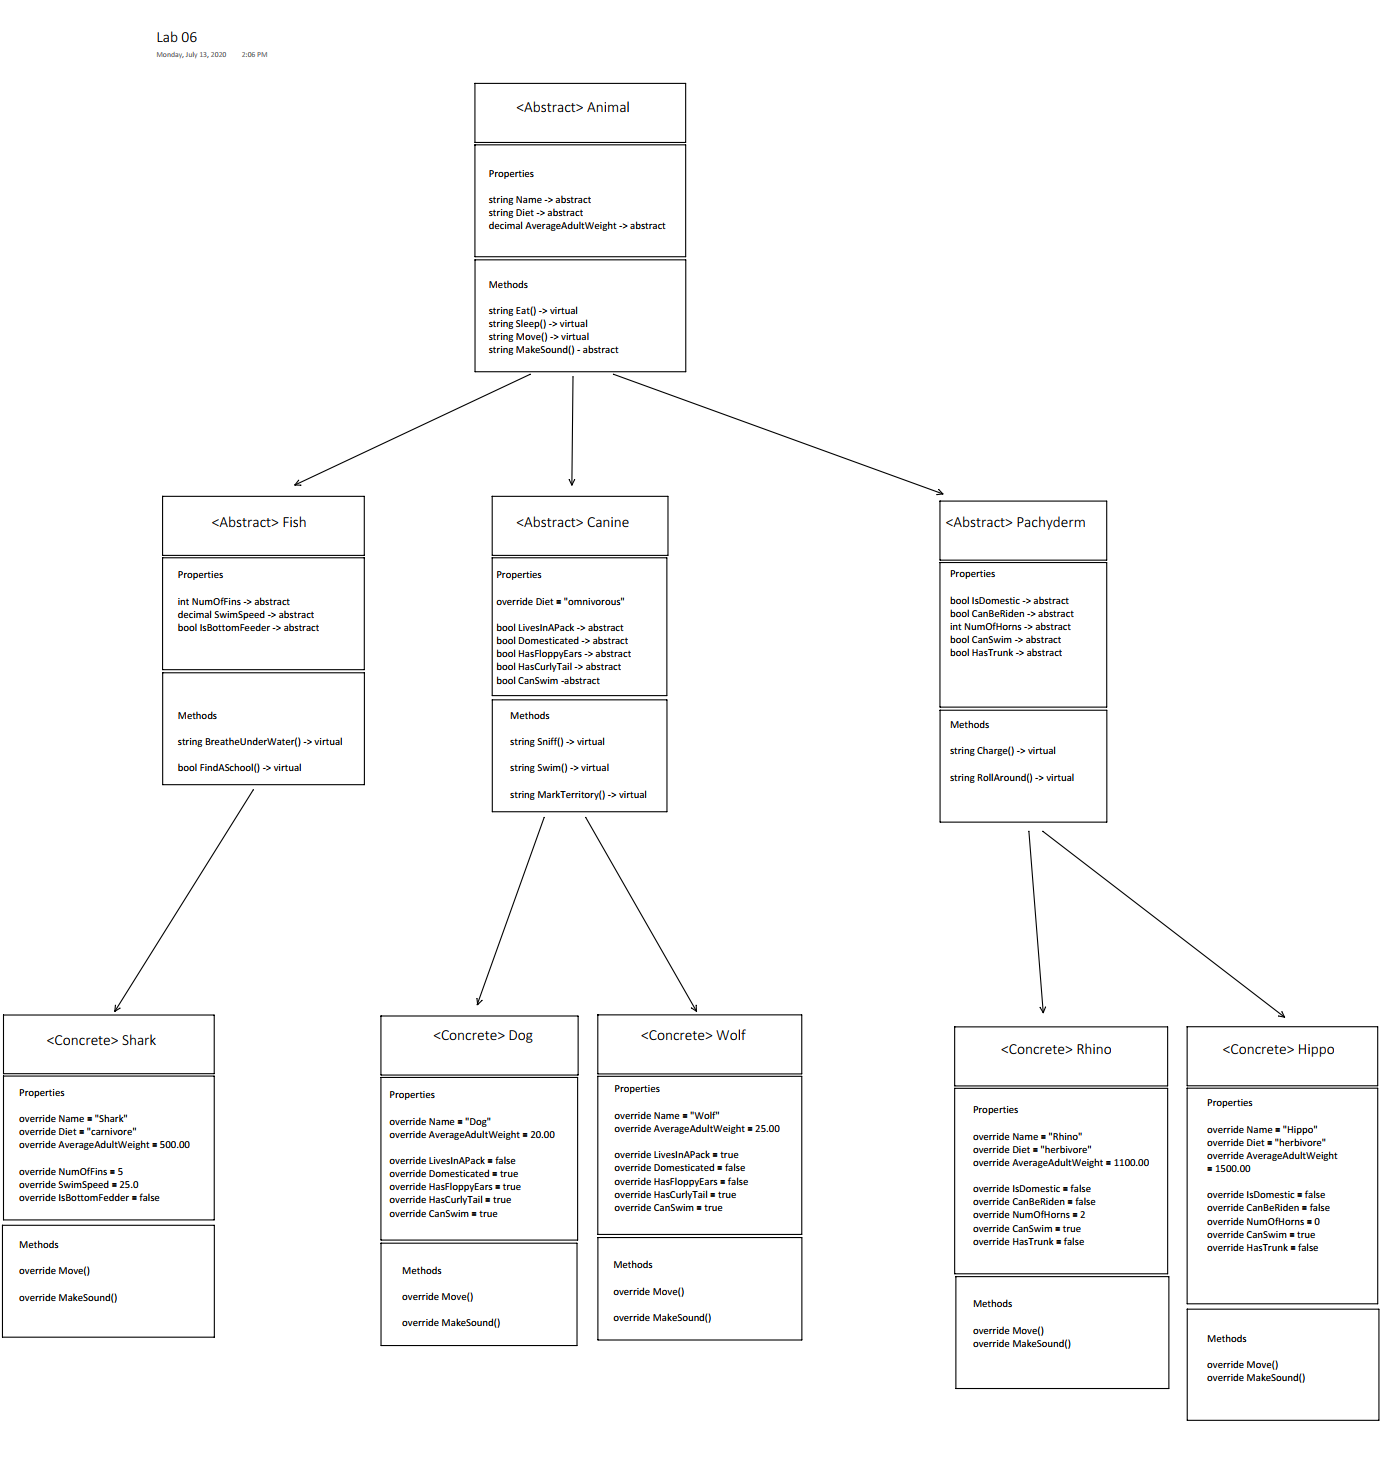 Lab 06
Monday, July 13, 2020 2:06 PM
<Abstract> Animal
Properties
string Name -> abstract
string Diet -> abstract
decimal AverageAdultWeight -> abstract
Methods
string Eat() -> virtual
string Sleep() -> virtual
string Move() -> virtual
string MakeSound() - abstract
<Abstract> Fish
Properties
int NumOfFins -> abstract
decimal SwimSpeed -> abstract
bool IsBottomFeeder -> abstract
Methods
string BreatheUnderWater() -> virtual
bool FindASchool() -> virtual
<Abstract> Canine
Properties
override Diet = "omnivorous"
bool LivesInAPack -> abstract
bool Domesticated -> abstract
bool HasFloppyEars -> abstract
bool HasCurlyTail -> abstract
bool CanSwim -abstract
Methods
string Sniff() -> virtual
string Swim() -> virtual
string MarkTerritory() -> virtual
<Abstract> Pachyderm
Properties
bool IsDomestic -> abstract
bool CanBeRiden -> abstract
int NumOfHorns -> abstract
bool CanSwim -> abstract
bool HasTrunk -> abstract
Methods
string Charge() -> virtual
string RollAround() -> virtual
<Concrete> Shark
Properties
override Name = "Shark"
override Diet = "carnivore"
override AverageAdultWeight = 500.00
override NumOfFins = 5
override SwimSpeed = 25.0
override IsBottomFedder = false
Methods
override Move()
override MakeSound()
<Concrete> Dog
Properties
override Name = "Dog"
override AverageAdultWeight = 20.00
override LivesInAPack = false
override Domesticated = true
override HasFloppyEars = true
override HasCurlyTail = true
override CanSwim = true
Methods
override Move()
override MakeSound()
<Concrete> Wolf
Properties
override Name = "Wolf"
override AverageAdultWeight = 25.00
override LivesInAPack = true
override Domesticated = false
override HasFloppyEars = false
override HasCurlyTail = true
override CanSwim = true
Methods
override Move()
override MakeSound()
<Concrete> Rhino
Properties
override Name = "Rhino"
override Diet = "herbivore"
override AverageAdultWeight = 1100.00
override IsDomestic = false
override CanBeRiden = false
override NumOfHorns = 2
override CanSwim = true
override HasTrunk = false
Methods
override Move()
override MakeSound()
<Concrete> Hippo
Properties
override Name = "Hippo"
override Diet = "herbivore"
override AverageAdultWeight
= 1500.00
override IsDomestic = false
override CanBeRiden = false
override NumOfHorns = 0
override CanSwim = true
override HasTrunk = false
Methods
override Move()
override MakeSound()